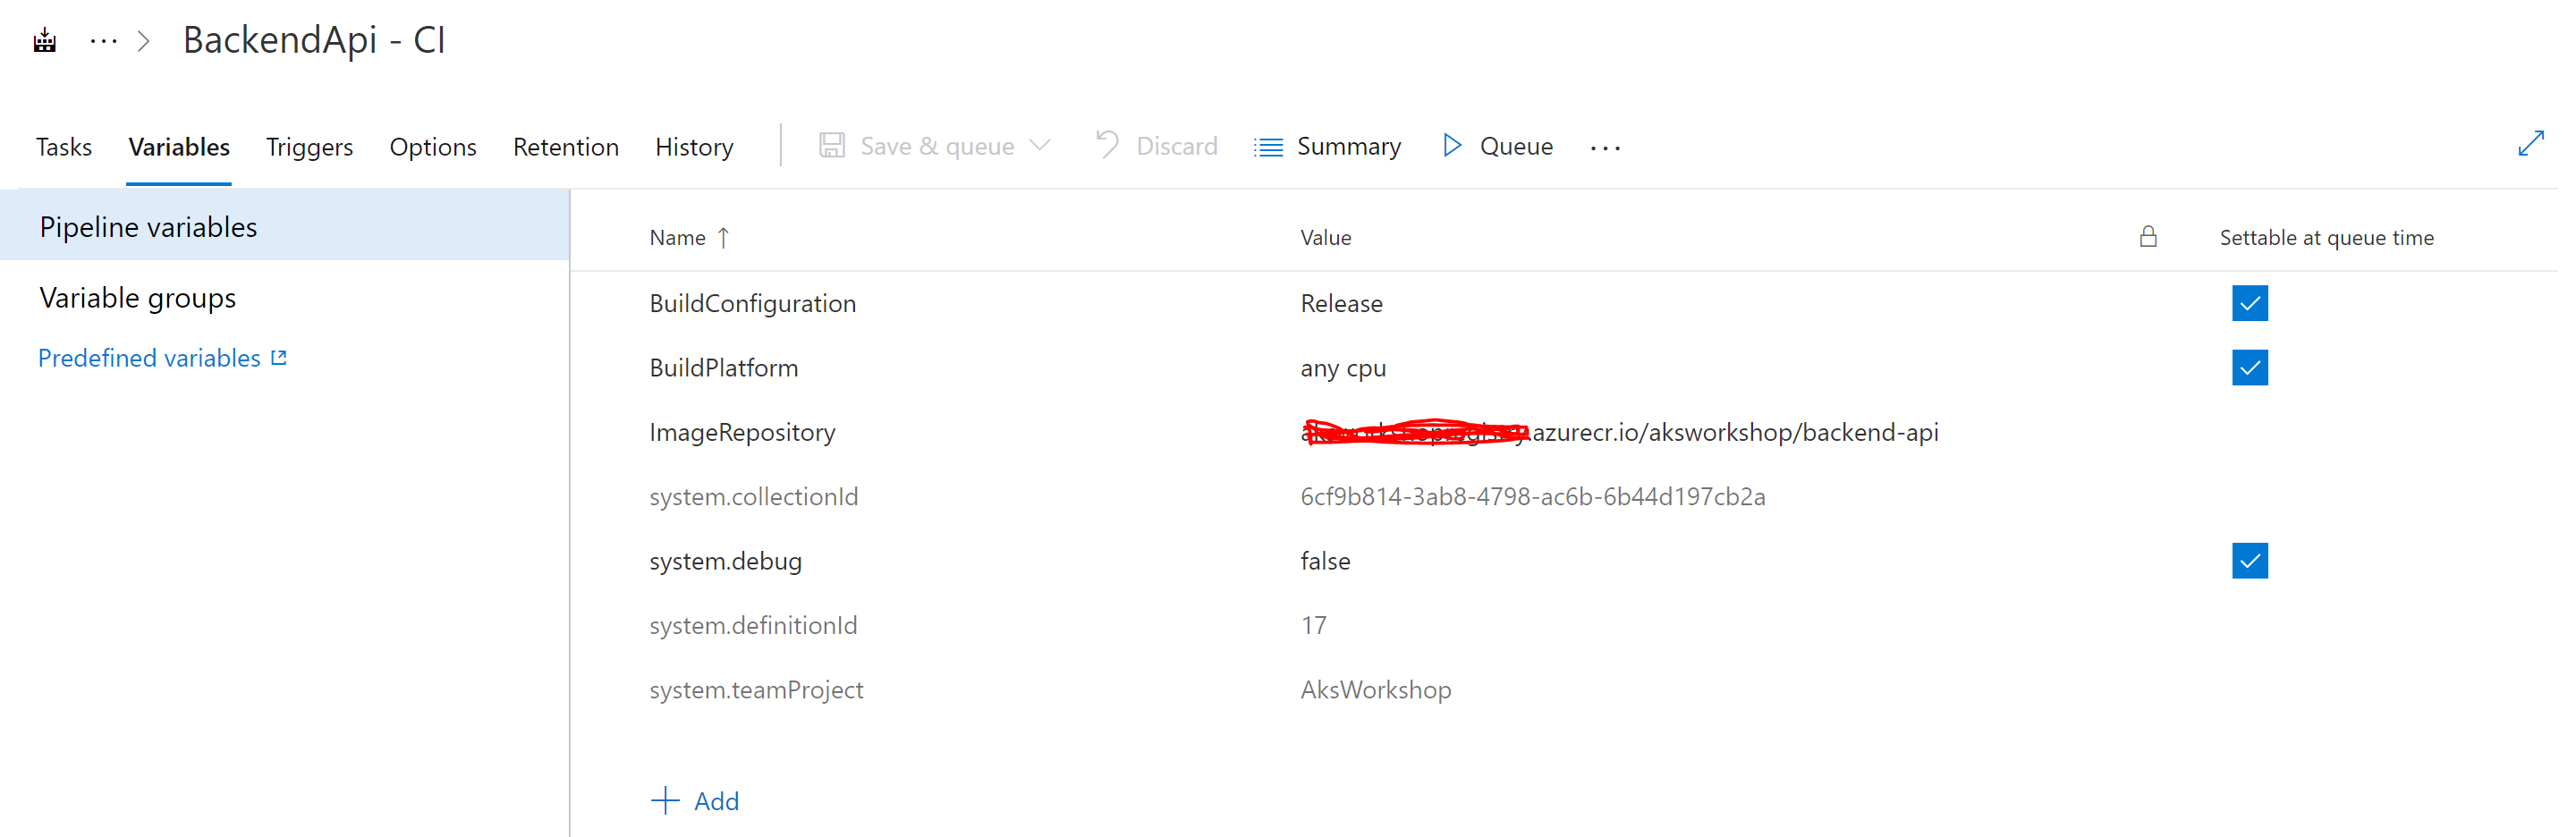 BackendApi - CI
Tasks Variables Triggers Options Retention History Save & queue Discard Summary Queue
Pipeline variables
Variable groups
Predefined variables
Name ↑ Value Settable at queue time
BuildConfiguration Release
BuildPlatform any cpu
ImageRepository .azurecr.io/aksworkshop/backend-api
system.collectionId 6cf9b814-3ab8-4798-ac6b-6b44d197cb2a
system.debug false
system.definitionId 17
system.teamProject AksWorkshop
+ Add